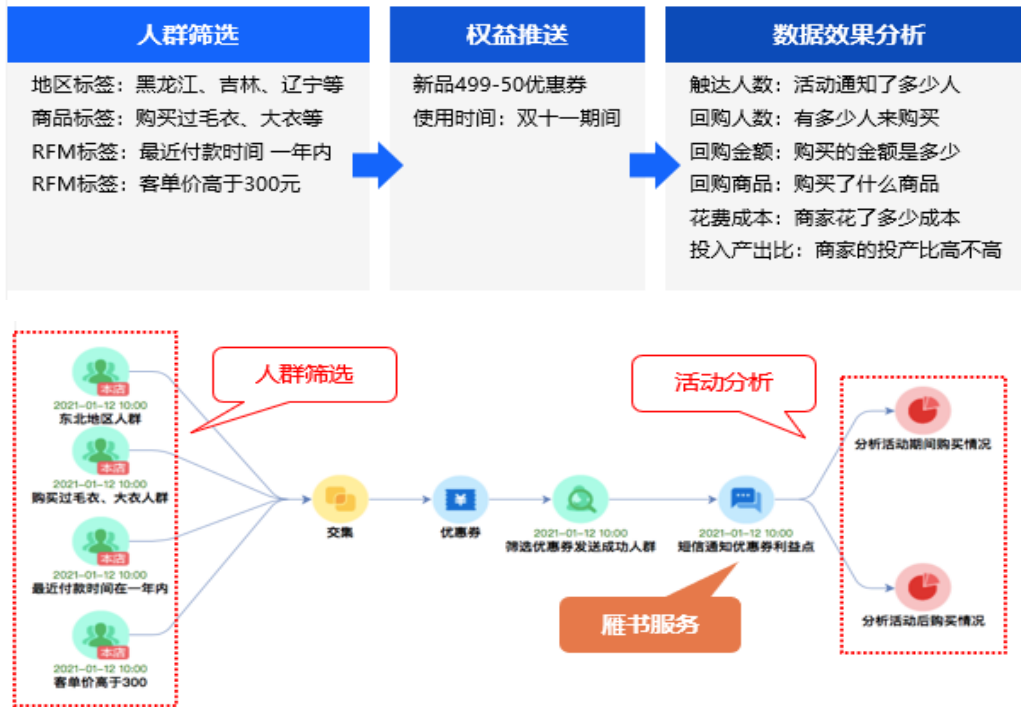 人群筛选
地区标签：黑龙江、吉林、辽宁等
商品标签：购买过毛衣、大衣等
RFM标签：最近付款时间 一年内
RFM标签：客单价高于300元
权益推送
新品499-50优惠券
使用时间：双十一期间
数据效果分析
触达人数：活动通知了多少人
回购人数：有多少人来购买
回购金额：购买的金额是多少
回购商品：购买了什么商品
花费成本：商家花了多少成本
投入产出比：商家的投产比高不高
人群筛选
本店
2021-01-12 10:00
东北地区人群
本店
2021-01-12 10:00
购买过毛衣、大衣人群
本店
2021-01-12 10:00
最近付款时间在一年内
本店
2021-01-12 10:00
客单价高于300
交集
¥
优惠券
2021-01-12 10:00
筛选优惠券发送成功人群
2021-01-12 10:00
短信通知优惠券利益点
雁书服务
活动分析
分析活动期间购买情况
分析活动后购买情况